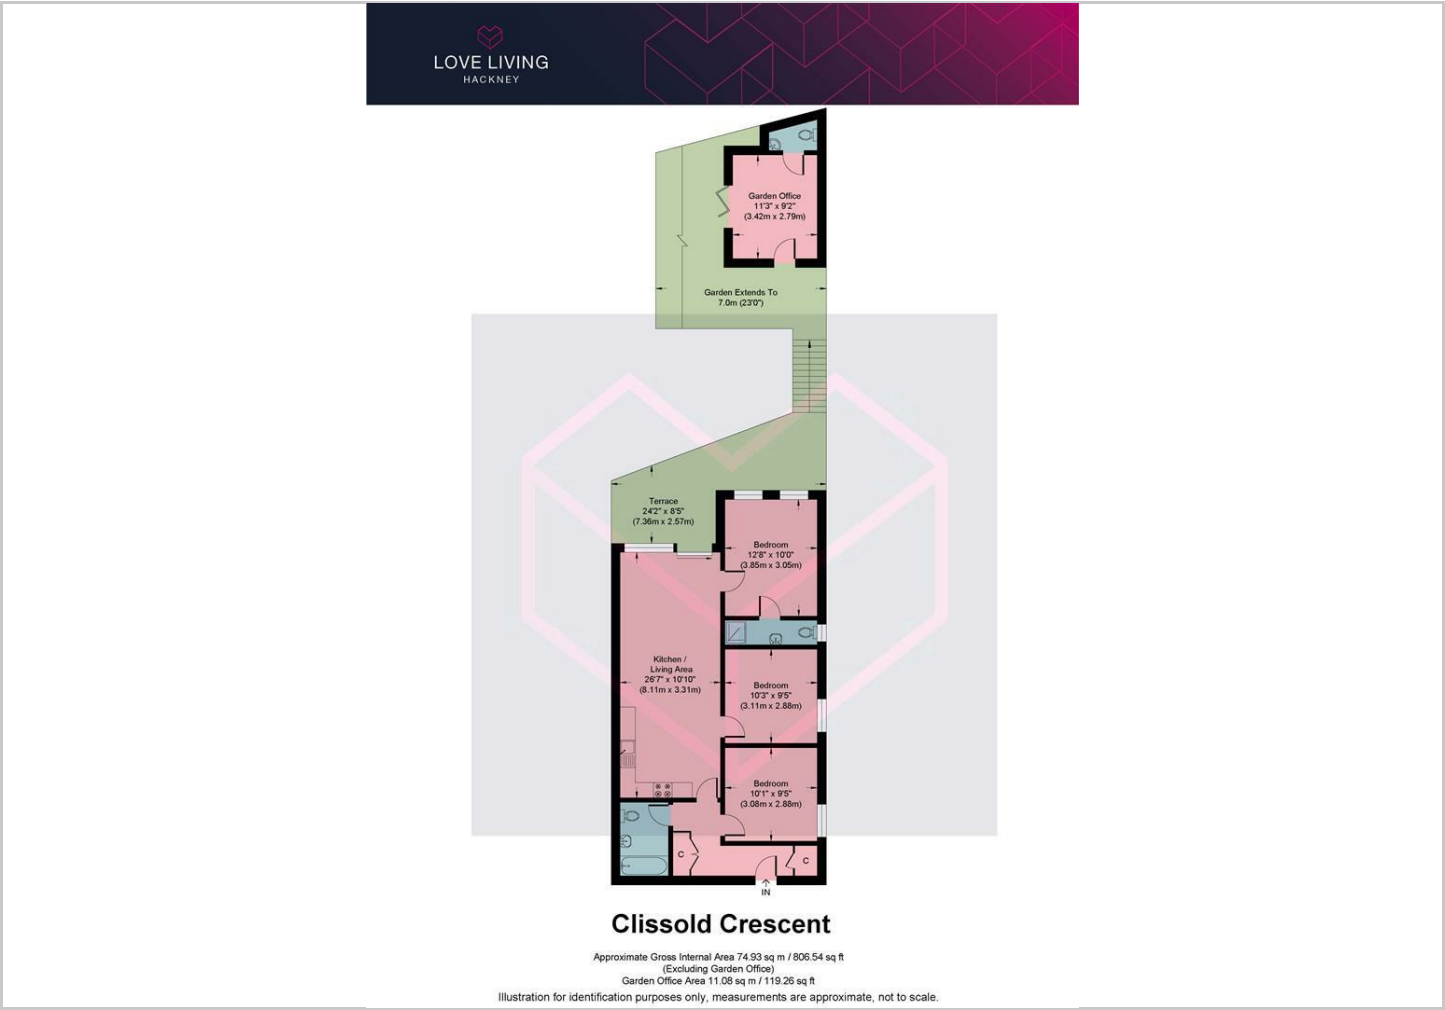 LOVE LIVING
HACKNEY
Garden Office
11'3" x 9'2"
(3.42m x 2.79m)
Garden Extends To
7.0m (23'0")
Terrace
24'2" x 8'5"
(7.36m x 2.57m)
Bedroom
12'8" x 10'0"
(3.85m x 3.05m)
Kitchen /
Living Area
26'7" x 10'10"
(8.11m x 3.31m)
Bedroom
10'3" x 9'5"
(3.11m x 2.88m)
Bedroom
10'1" x 9'5"
(3.08m x 2.88m)
C
C
IN
Clissold Crescent
Approximate Gross Internal Area 74.93 sq m / 806.54 sq ft
(Excluding Garden Office)
Garden Office Area 11.08 sq m / 119.26 sq ft
Illustration for identification purposes only, measurements are approximate, not to scale.